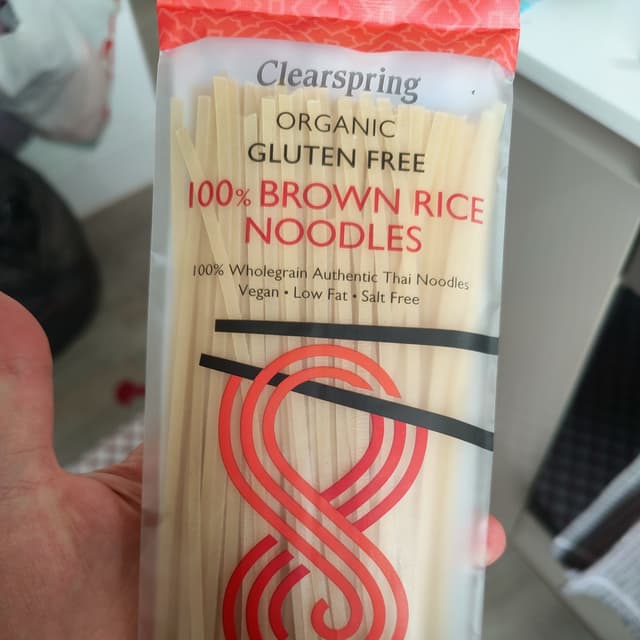 Clearspring
ORGANIC
GLUTEN FREE
100% BROWN RICE
NOODLES
100% Wholegrain Authentic Thai Noodles
Vegan • Low Fat • Salt Free